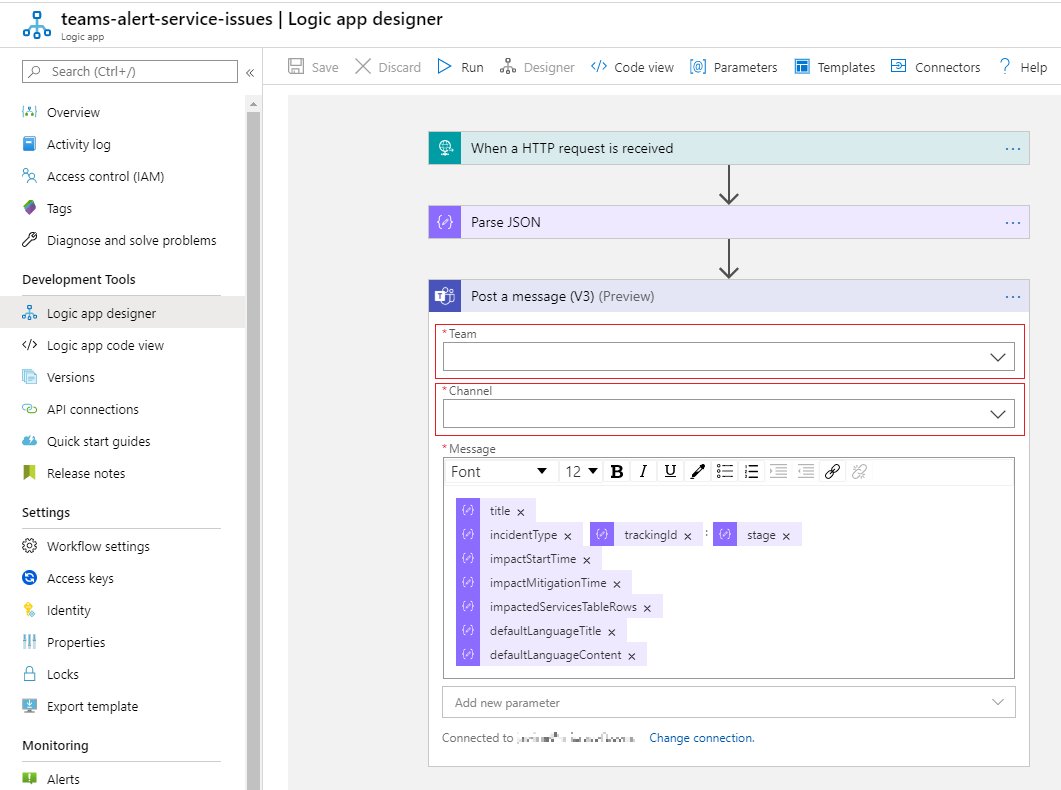 teams-alert-service-issues | Logic app designer
Logic app
Search (Ctrl+/)
«
Overview
Activity log
Access control (IAM)
Tags
Diagnose and solve problems
Development Tools
Logic app designer
Logic app code view
Versions
API connections
Quick start guides
Release notes
Settings
Workflow settings
Access keys
Identity
Properties
Locks
Export template
Monitoring
Alerts
Save Discard Run Designer Code view Parameters Templates Connectors Help
When a HTTP request is received
Parse JSON
Post a message (V3) (Preview)
* Team
* Channel
* Message
Font 12 B I U
title ×
incidentType × trackingId × : stage ×
impactStartTime ×
impactMitigationTime ×
impactedServicesTableRows ×
defaultLanguageTitle ×
defaultLanguageContent ×
Add new parameter
Connected to Change connection.